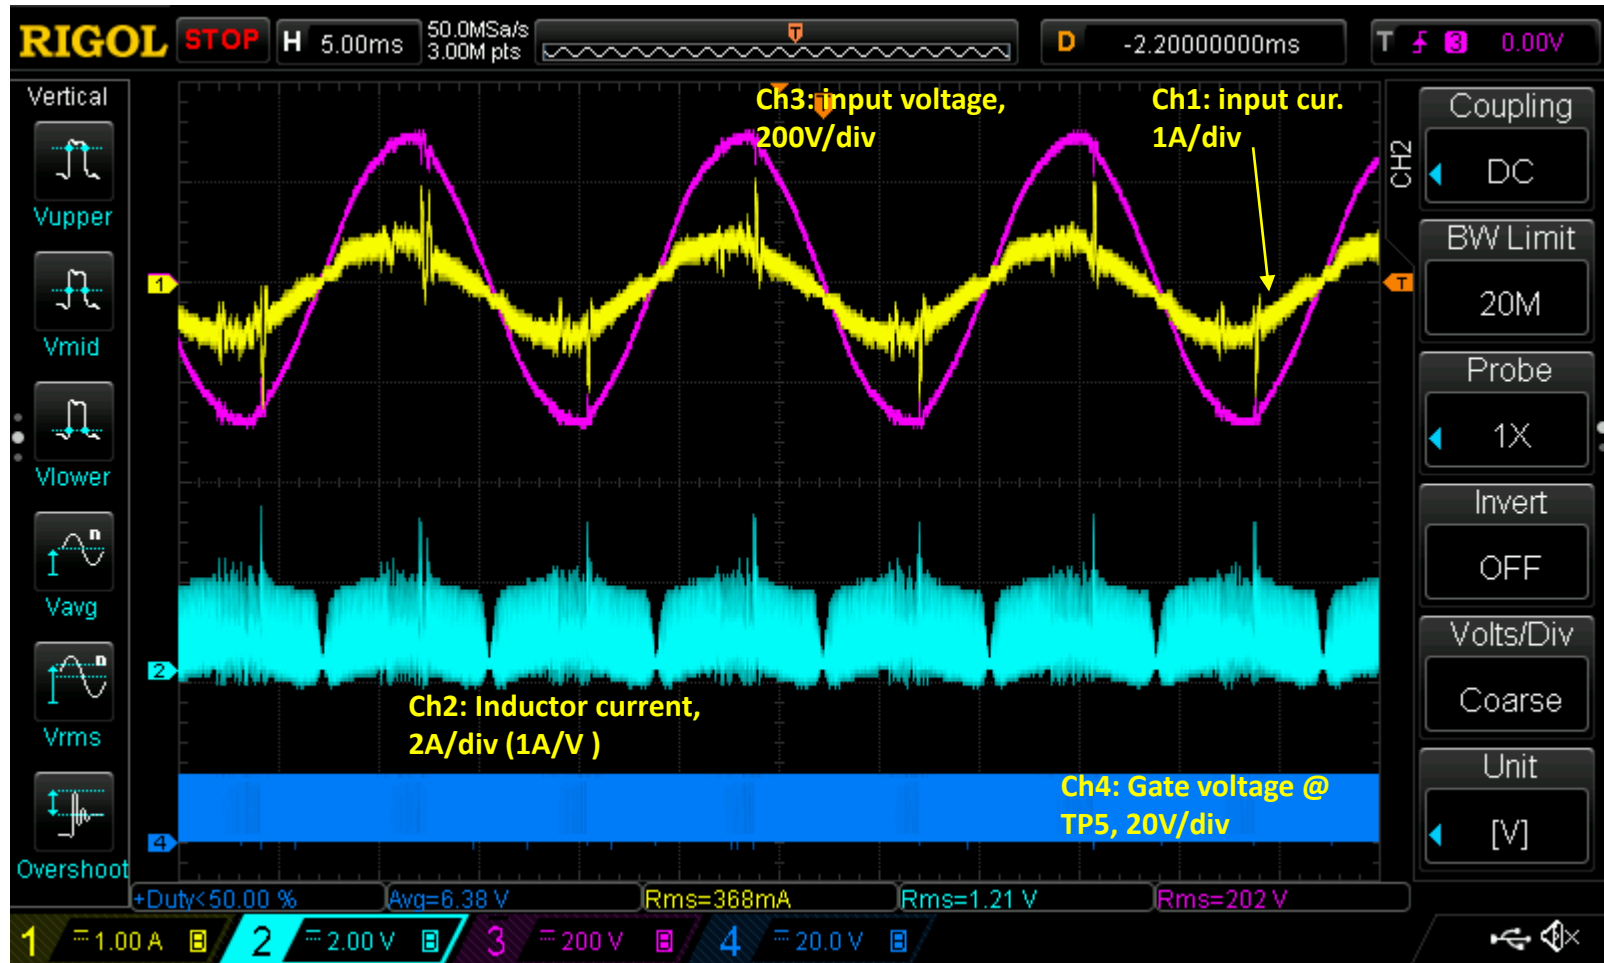 RIGOL STOP H 5.00ms 50.0MSa/s D -2.20000000ms T 3 0.00V
3.00M pts
T
Vertical
Vupper
Vmid
Vlower
n
Vavg
n
Vrms
Overshoot
Ch3: input voltage,
200V/div
Ch1: input cur.
1A/div
T
1
T
2
Ch2: Inductor current,
2A/div (1A/V )
Ch4: Gate voltage @
TP5, 20V/div
4
CH2
Coupling
DC
BW Limit
20M
Probe
1X
Invert
OFF
Volts/Div
Coarse
Unit
[V]
+Duty<50.00 % Avg=6.38 V Rms=368mA Rms=1.21 V Rms=202 V
1 1.00 A B 2 2.00 V B 3 200 V B 4 20.0 V B